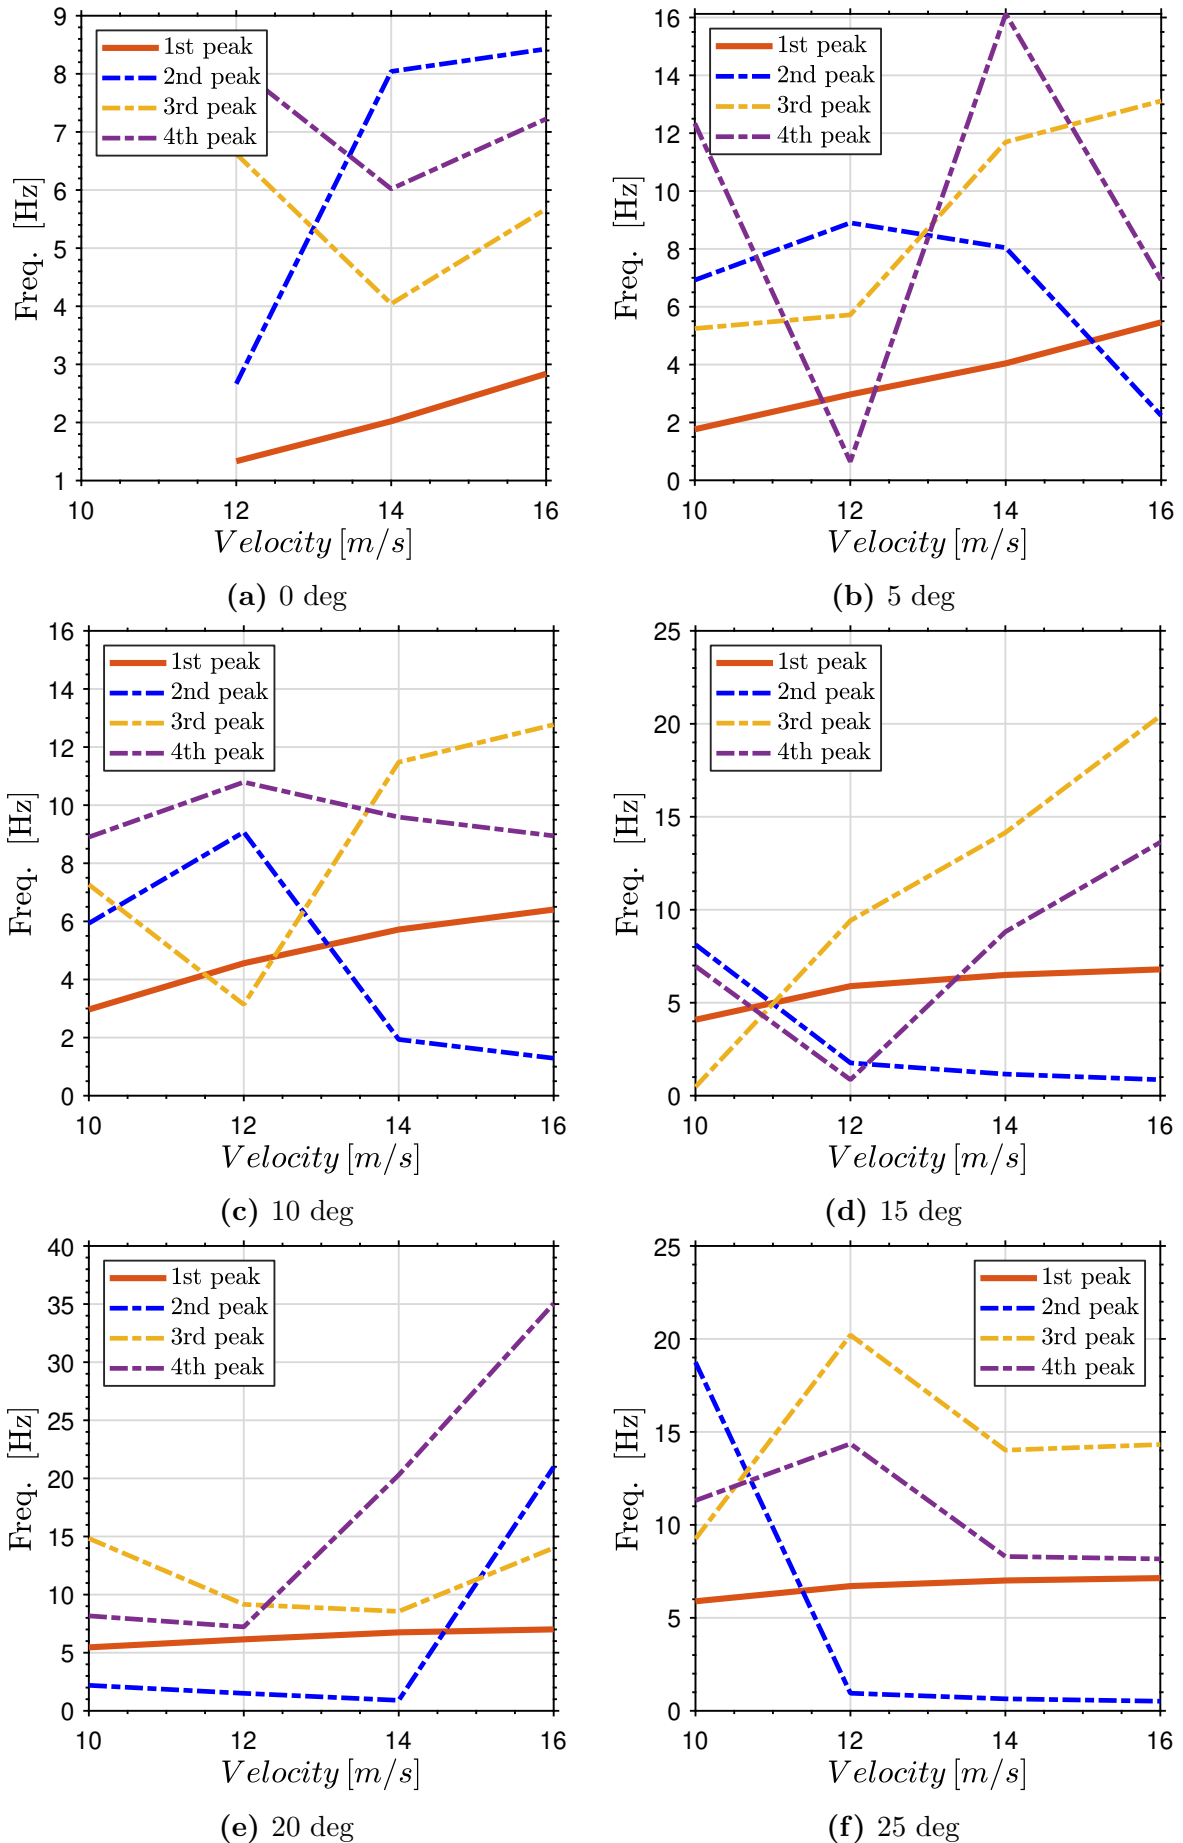 9
8
7
6
5
4
3
2
1
Freq. [Hz]
1st peak
2nd peak
3rd peak
4th peak
10 12 14 16
Velocity [m/s]
(a) 0 deg
16
14
12
10
8
6
4
2
0
Freq. [Hz]
1st peak
2nd peak
3rd peak
4th peak
10 12 14 16
Velocity [m/s]
(b) 5 deg
16
14
12
10
8
6
4
2
0
Freq. [Hz]
1st peak
2nd peak
3rd peak
4th peak
10 12 14 16
Velocity [m/s]
(c) 10 deg
25
20
15
10
5
0
Freq. [Hz]
1st peak
2nd peak
3rd peak
4th peak
10 12 14 16
Velocity [m/s]
(d) 15 deg
40
35
30
25
20
15
10
5
0
Freq. [Hz]
1st peak
2nd peak
3rd peak
4th peak
10 12 14 16
Velocity [m/s]
(e) 20 deg
25
20
15
10
5
0
Freq. [Hz]
1st peak
2nd peak
3rd peak
4th peak
10 12 14 16
Velocity [m/s]
(f) 25 deg